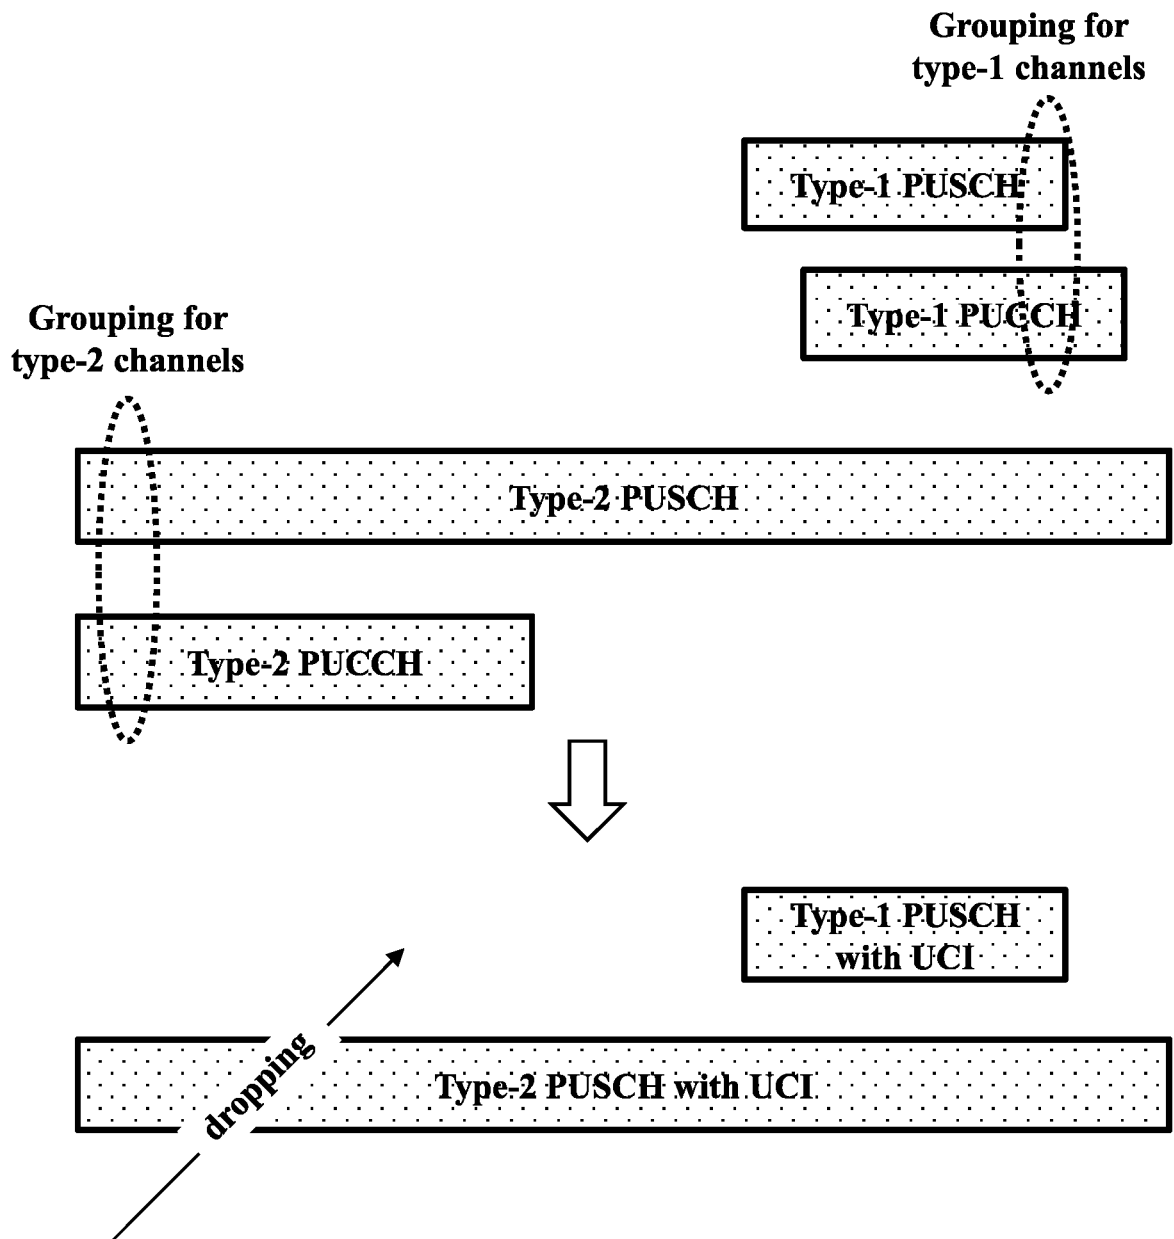 Grouping for
type-1 channels
Type-1 PUSCH
Type-1 PUCCH
Grouping for
type-2 channels
Type-2 PUSCH
Type-2 PUCCH
Type-1 PUSCH
with UCI
dropping
Type-2 PUSCH with UCI